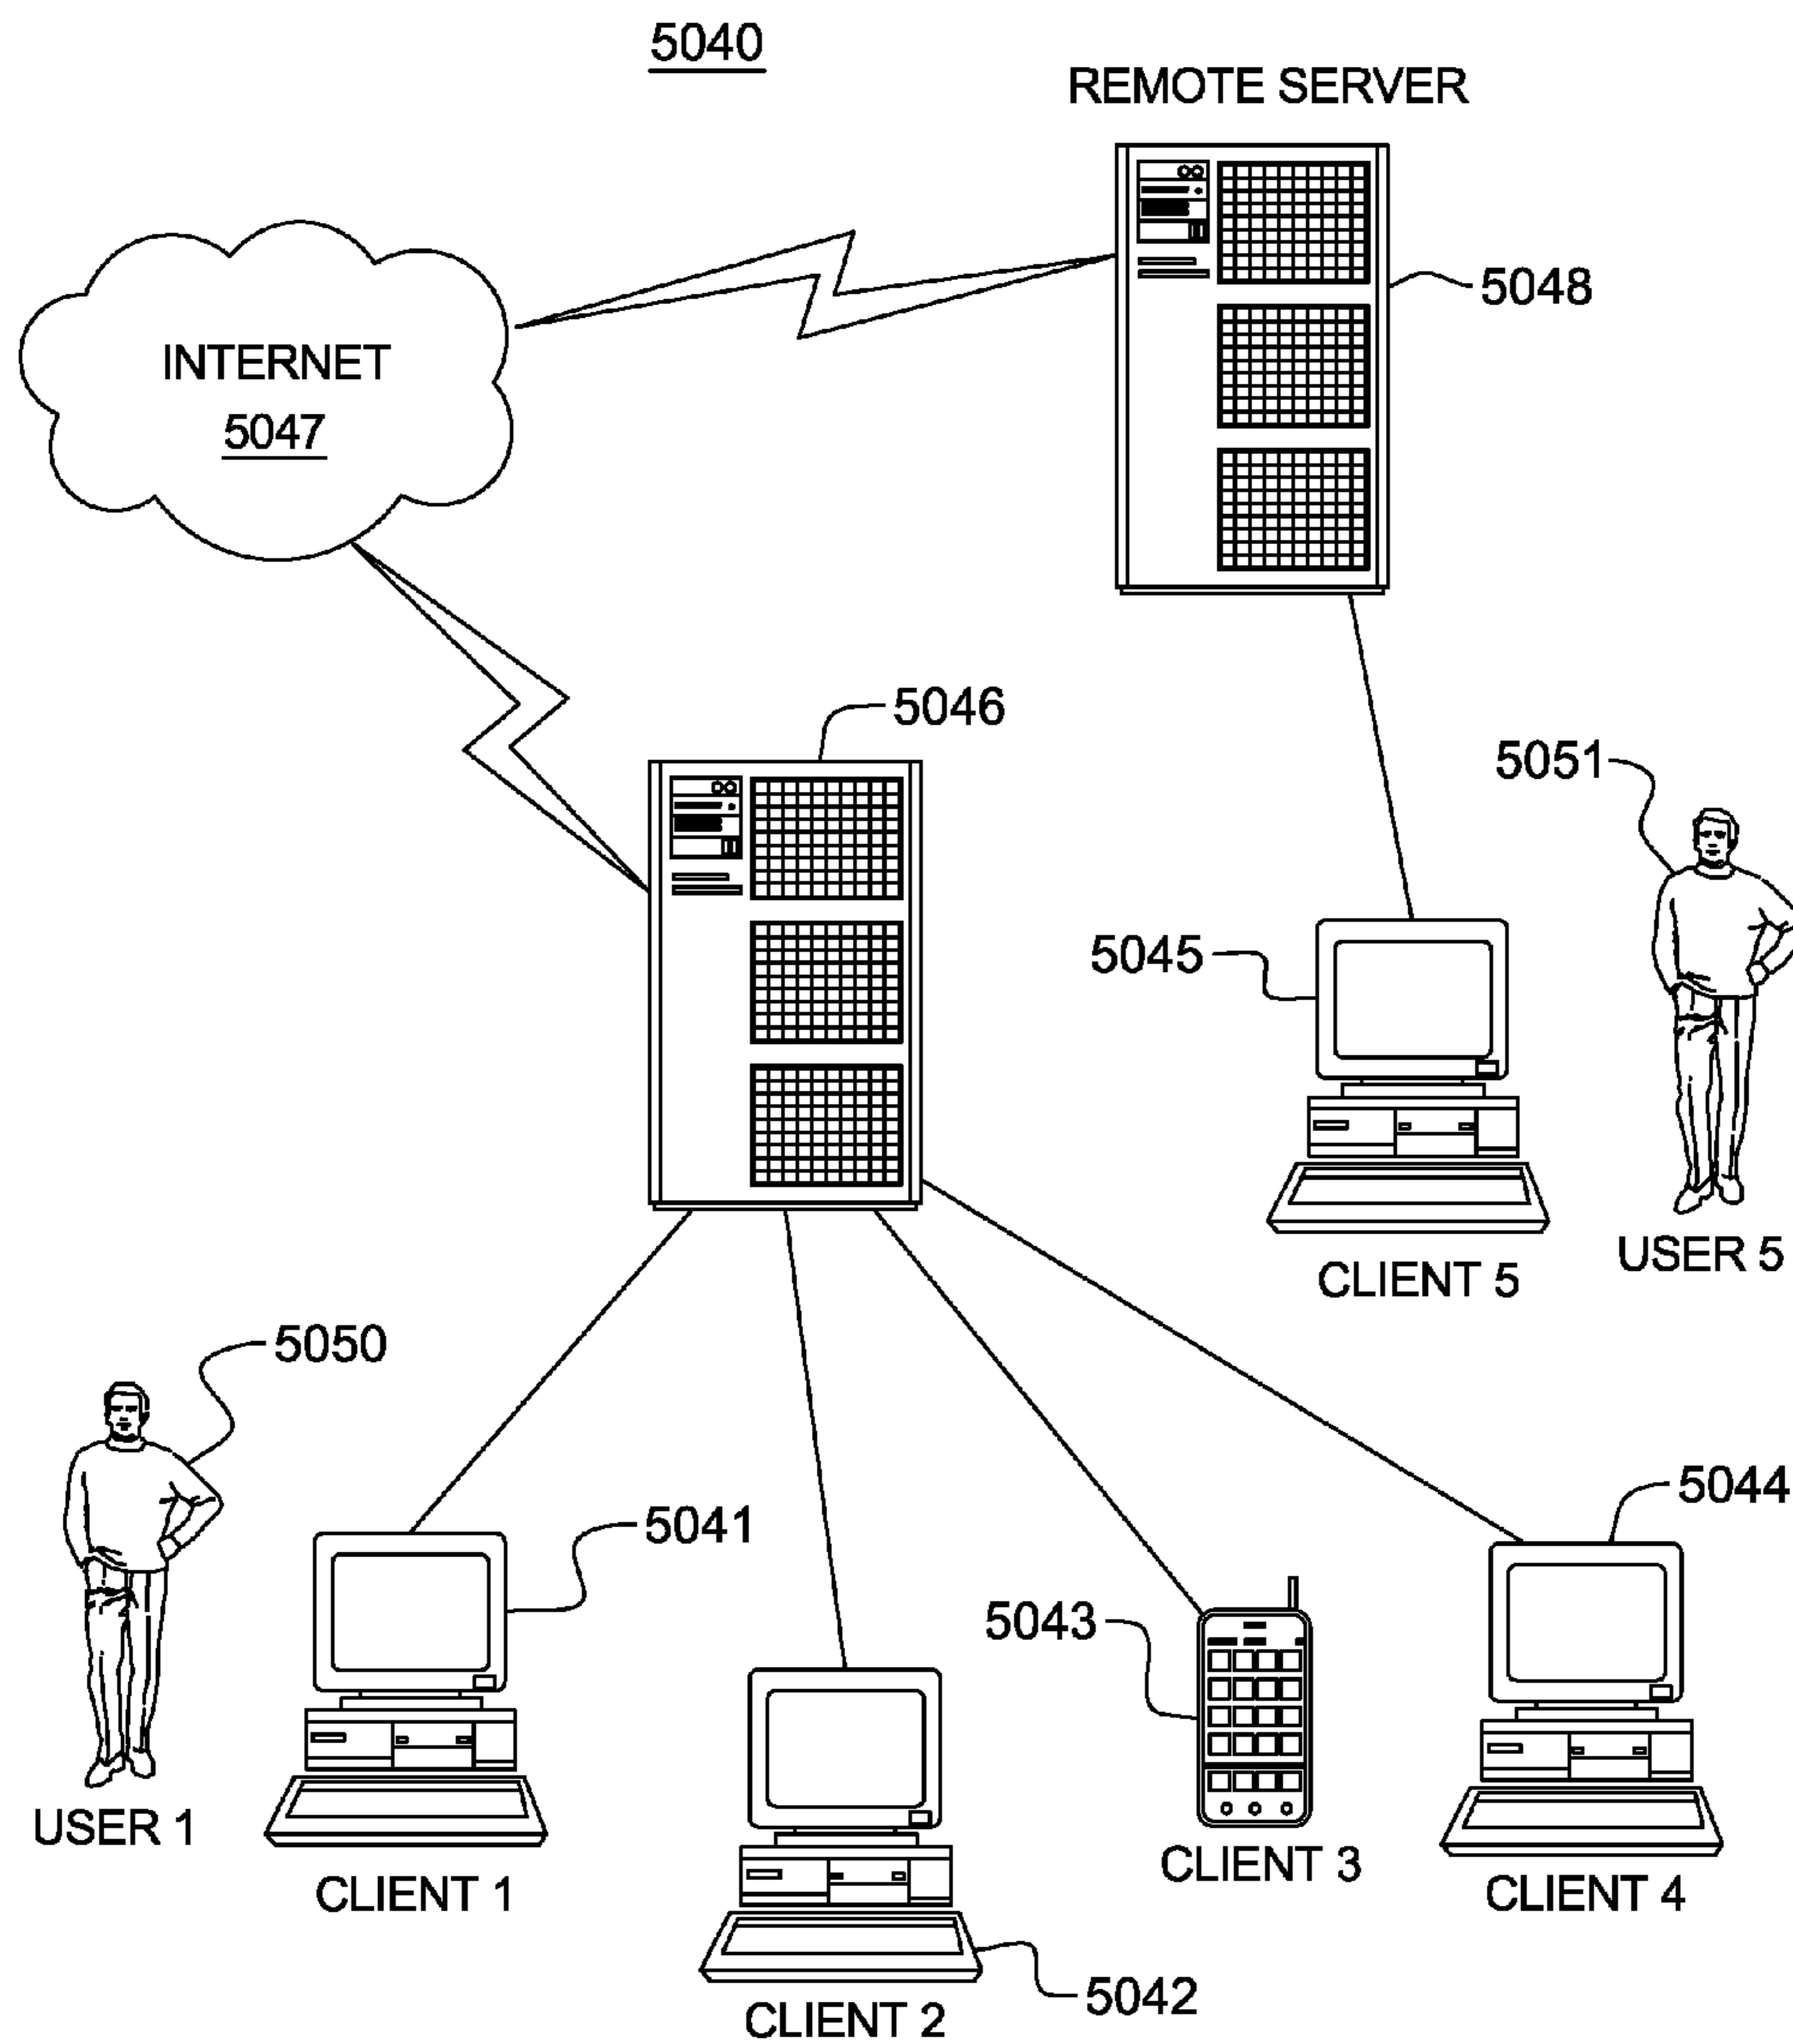 5040
REMOTE SERVER
5048
INTERNET
5047
5046
5051
5045
USER 5
CLIENT 5
5050
5041
5044
5043
USER 1
CLIENT 1
CLIENT 3
CLIENT 4
5042
CLIENT 2